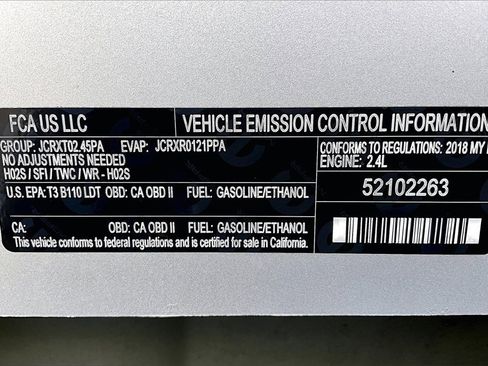 FCA US LLC
VEHICLE EMISSION CONTROL INFORMATION
GROUP: JCRXT02.45PA EVAP: JCRXR0121PPA
NO ADJUSTMENTS NEEDED
H02S / SFI / TWC / WR - H02S
CONFORMS TO REGULATIONS: 2018 MY
ENGINE: 2.4L
U.S. EPA: T3 B110 LDT OBD: CA OBD II FUEL: GASOLINE/ETHANOL
52102263
CA: OBD: CA OBD II FUEL: GASOLINE/ETHANOL
This vehicle conforms to federal regulations and is certified for sale in California.